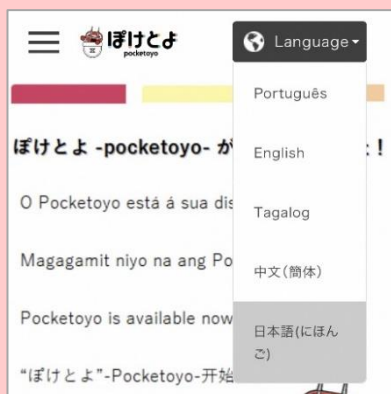 ぽけとよ
pocketoyo
Language
Português
English
Tagalog
中文(簡体)
日本語(にほん
ご)
ぽけとよ -pocketoyo- が
!
O Pocketoyo está á sua dis
Magagamit niyo na ang Po
Pocketoyo is available now
“ぽけとよ”-Pocketoyo-开始